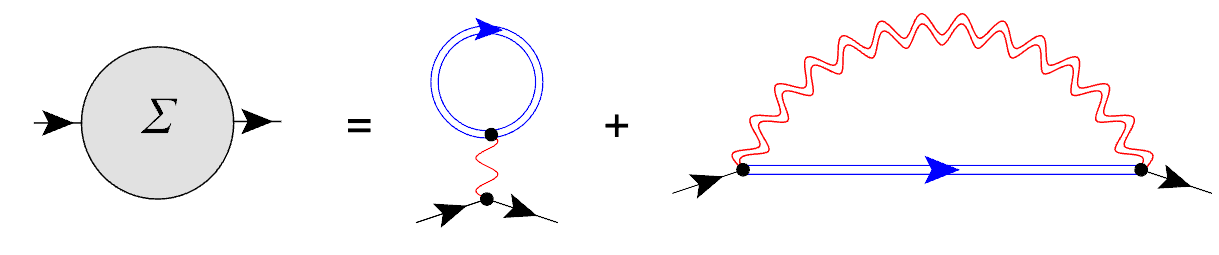 Σ = +